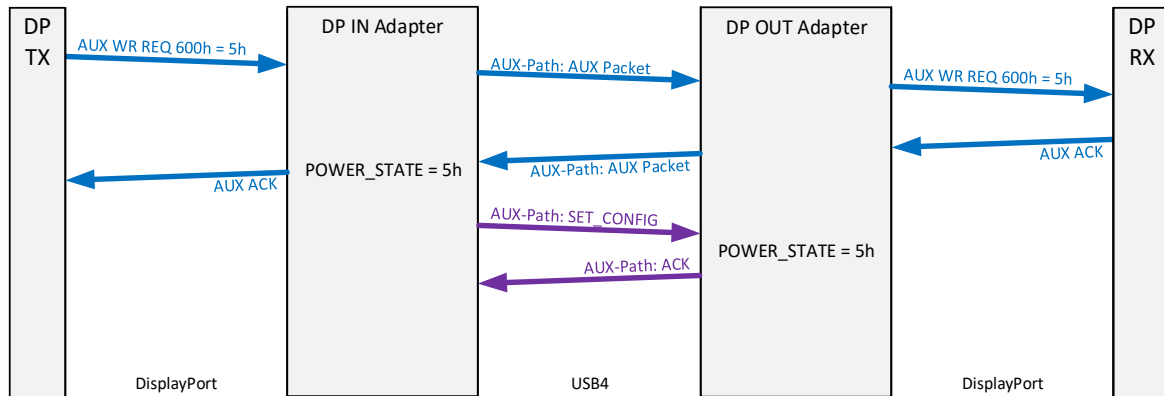 DP
TX
AUX WR REQ 600h = 5h
DP IN Adapter
AUX-Path: AUX Packet
DP OUT Adapter
AUX WR REQ 600h = 5h
DP
RX
AUX ACK
POWER_STATE = 5h
AUX-Path: AUX Packet
AUX ACK
AUX-Path: SET_CONFIG
POWER_STATE = 5h
AUX-Path: ACK
DisplayPort
USB4
DisplayPort